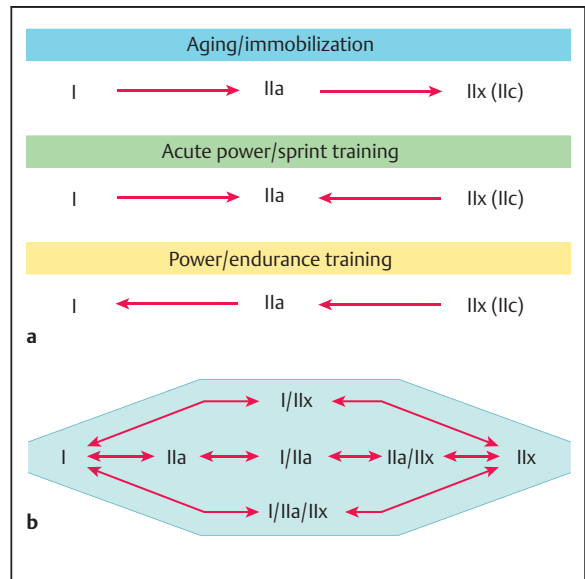 Aging/immobilization
I IIa IIx (IIc)
Acute power/sprint training
I IIa IIx (IIc)
Power/endurance training
I IIa IIx (IIc)
a
I/IIx
I IIa I/IIa IIa/IIx IIx
I/IIa/IIx
b